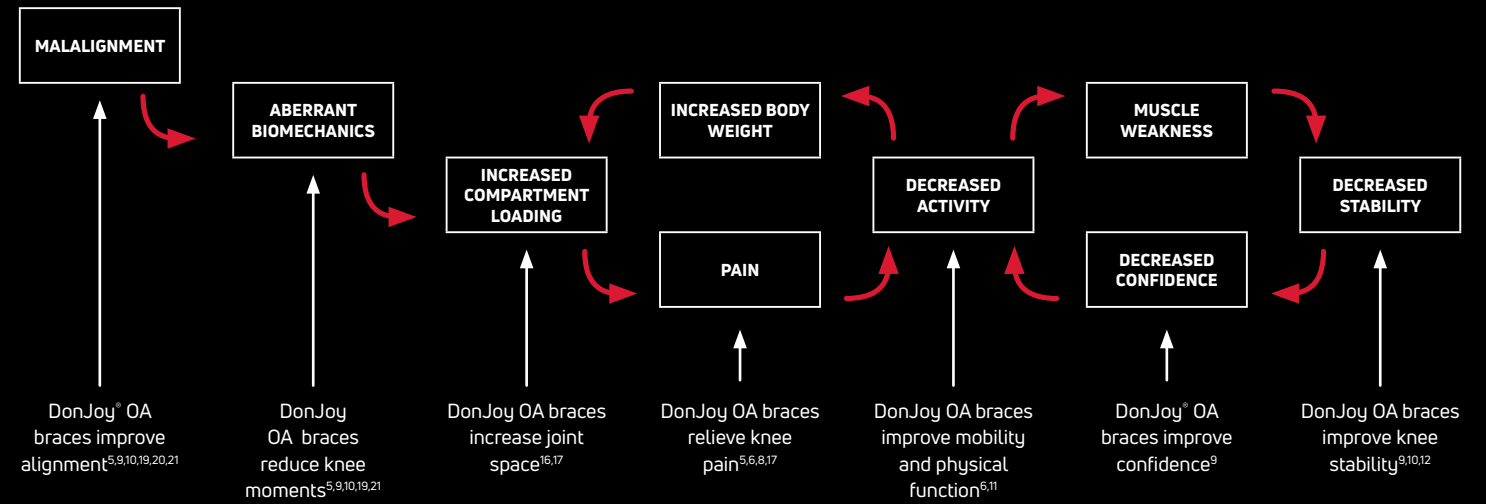 MALALIGNMENT
ABERRANT
BIOMECHANICS
INCREASED
COMPARTMENT
LOADING
INCREASED BODY
WEIGHT
PAIN
DECREASED
ACTIVITY
MUSCLE
WEAKNESS
DECREASED
CONFIDENCE
DECREASED
STABILITY
DonJoy® OA
braces improve
alignment5,9,10,19,20,21
DonJoy
OA braces
reduce knee
moments5,9,10,19,21
DonJoy OA braces
increase joint
space16,17
DonJoy OA braces
relieve knee
pain5,6,8,17
DonJoy OA braces
improve mobility
and physical
function6,11
DonJoy® OA
braces improve
confidence9
DonJoy OA braces
improve knee
stability9,10,12